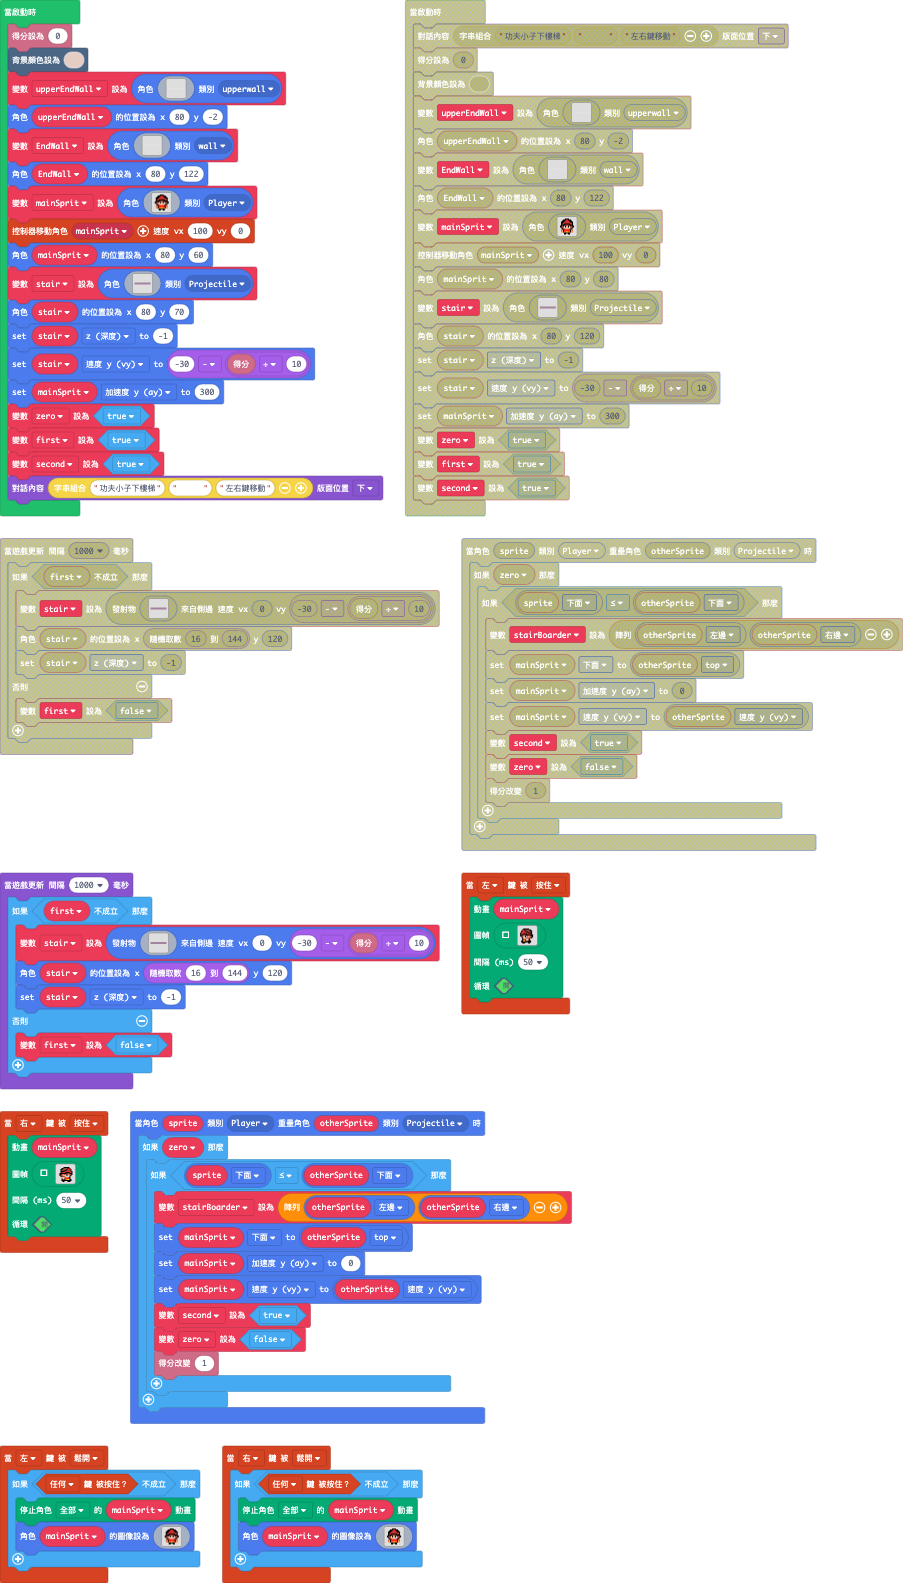 當啟動時
得分設為 0
背景顏色設為
變數 upperEndWall 設為 角色 類別 upperwall
角色 upperEndWall 的位置設為 x 80 y -2
變數 EndWall 設為 角色 類別 wall
角色 EndWall 的位置設為 x 80 y 122
變數 mainSprit 設為 角色 類別 Player
控制器移動角色 mainSprit 速度 vx 100 vy 0
角色 mainSprit 的位置設為 x 80 y 60
變數 stair 設為 角色 類別 Projectile
角色 stair 的位置設為 x 80 y 70
set stair z (深度) to -1
set stair 速度 y (vy) to -30 - 得分 ÷ 10
set mainSprit 加速度 y (ay) to 300
變數 zero 設為 true
變數 first 設為 true
變數 second 設為 true
對話內容 字串組合 "功夫小子下樓梯" " " "左右鍵移動" 版面位置 下
當啟動時
對話內容 字串組合 "功夫小子下樓梯" " " "左右鍵移動" 版面位置 下
得分設為 0
背景顏色設為
變數 upperEndWall 設為 角色 類別 upperwall
角色 upperEndWall 的位置設為 x 80 y -2
變數 EndWall 設為 角色 類別 wall
角色 EndWall 的位置設為 x 80 y 122
變數 mainSprit 設為 角色 類別 Player
控制器移動角色 mainSprit 速度 vx 100 vy 0
角色 mainSprit 的位置設為 x 80 y 80
變數 stair 設為 角色 類別 Projectile
角色 stair 的位置設為 x 80 y 120
set stair z (深度) to -1
set stair 速度 y (vy) to -30 - 得分 ÷ 10
set mainSprit 加速度 y (ay) to 300
變數 zero 設為 true
變數 first 設為 true
變數 second 設為 true
當遊戲更新 間隔 1000 毫秒
如果 first 不成立 那麼
變數 stair 設為 發射物 來自側邊 速度 vx 0 vy -30 - 得分 ÷ 10
角色 stair 的位置設為 x 隨機取數 16 到 144 y 120
set stair z (深度) to -1
否則
變數 first 設為 false
當角色 sprite 類別 Player 重疊角色 otherSprite 類別 Projectile 時
如果 zero 那麼
如果 sprite 下面 ≤ otherSprite 下面 那麼
變數 stairBoarder 設為 陣列 otherSprite 左邊 otherSprite 右邊
set mainSprit 下面 to otherSprite top
set mainSprit 加速度 y (ay) to 0
set mainSprit 速度 y (vy) to otherSprite 速度 y (vy)
變數 second 設為 true
變數 zero 設為 false
得分改變 1
當遊戲更新 間隔 1000 毫秒
如果 first 不成立 那麼
變數 stair 設為 發射物 來自側邊 速度 vx 0 vy -30 - 得分 ÷ 10
角色 stair 的位置設為 x 隨機取數 16 到 144 y 120
set stair z (深度) to -1
否則
變數 first 設為 false
當 左 鍵 被 按住
動畫 mainSprit
圖幀
間隔 (ms) 50
循環
當 右 鍵 被 按住
動畫 mainSprit
圖幀
間隔 (ms) 50
循環
當角色 sprite 類別 Player 重疊角色 otherSprite 類別 Projectile 時
如果 zero 那麼
如果 sprite 下面 ≤ otherSprite 下面 那麼
變數 stairBoarder 設為 陣列 otherSprite 左邊 otherSprite 右邊
set mainSprit 下面 to otherSprite top
set mainSprit 加速度 y (ay) to 0
set mainSprit 速度 y (vy) to otherSprite 速度 y (vy)
變數 second 設為 true
變數 zero 設為 false
得分改變 1
當 左 鍵 被 鬆開
如果 任何 鍵 被按住？ 不成立 那麼
停止角色 全部 的 mainSprit 動畫
角色 mainSprit 的圖像設為
當 右 鍵 被 鬆開
如果 任何 鍵 被按住？ 不成立 那麼
停止角色 全部 的 mainSprit 動畫
角色 mainSprit 的圖像設為